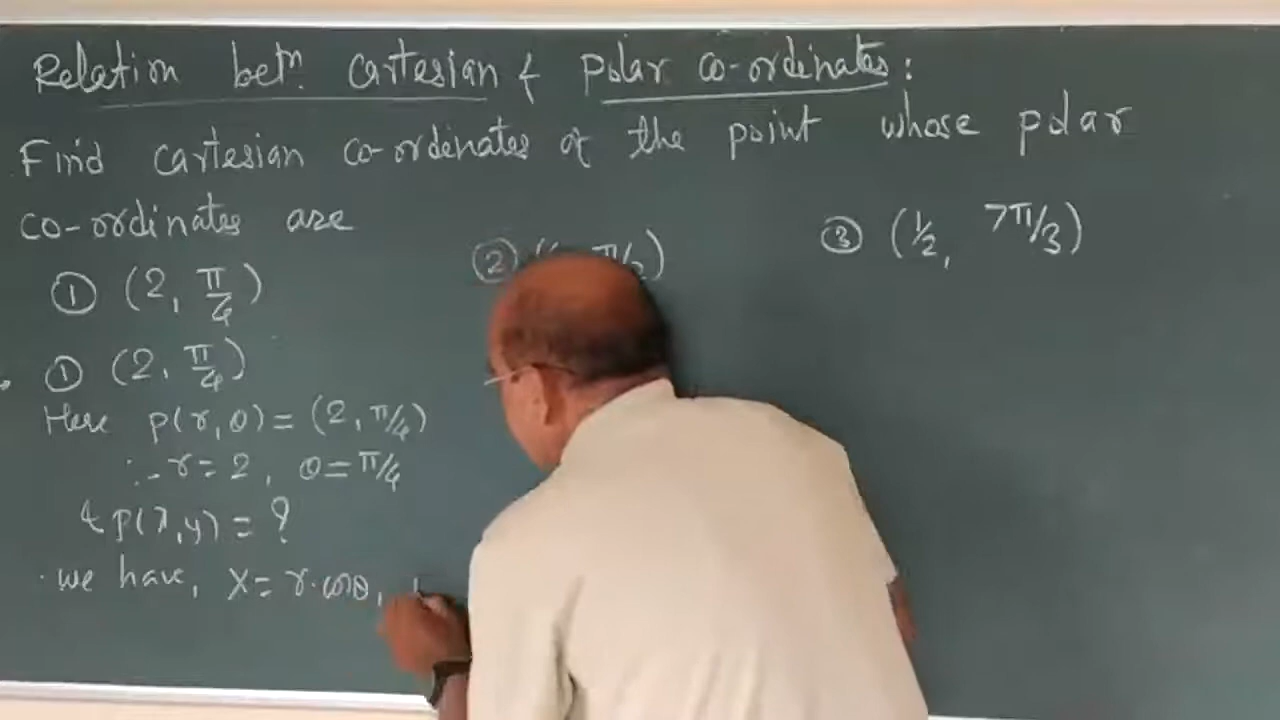 Relation betn. Cartesian & Polar co-ordinates:
Find cartesian co-ordinates of the point whose polar
co-ordinates are
① (2, π/4)
② π/2)
③ (1/2, 7π/3)
① (2, π/4)
Here p(r, θ) = (2, π/4)
∴ r = 2, θ = π/4
& p(x, y) = ?
we have, x = r.cosθ,